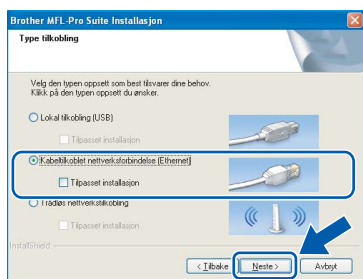 Brother MFL-Pro Suite Installasjon
Type tilkobling
Velg den typen oppsett som best tilsvarer dine behov.
Klikk på den typen oppsett du ønsker.
Lokal tilkobling (USB)
Tilpasset installasjon
Kabeltilkoblet nettverksforbindelse (Ethernet)
Tilpasset installasjon
Trådløs nettverkstilkobling
Tilpasset installasjon
InstallShield
< Tilbake
Neste >
Avbryt